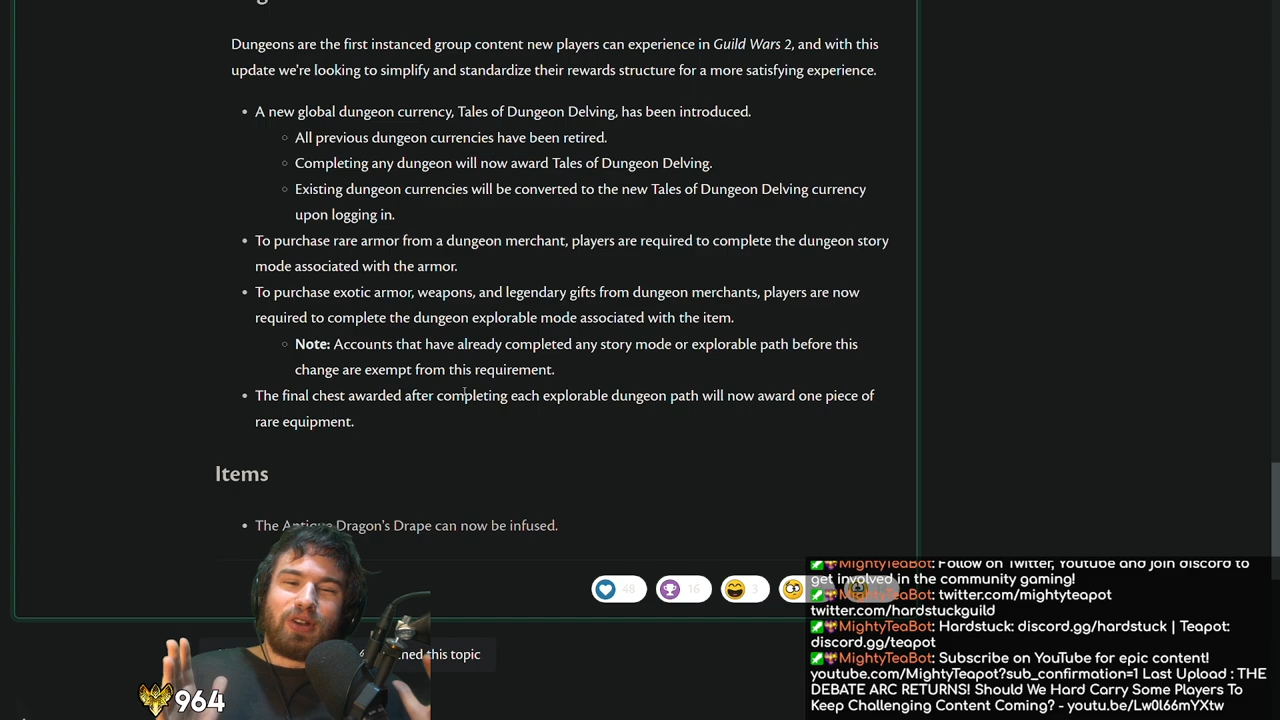 Dungeons are the first instanced group content new players can experience in Guild Wars 2, and with this
update we're looking to simplify and standardize their rewards structure for a more satisfying experience.
• A new global dungeon currency, Tales of Dungeon Delving, has been introduced.
○ All previous dungeon currencies have been retired.
○ Completing any dungeon will now award Tales of Dungeon Delving.
○ Existing dungeon currencies will be converted to the new Tales of Dungeon Delving currency
upon logging in.
• To purchase rare armor from a dungeon merchant, players are required to complete the dungeon story
mode associated with the armor.
• To purchase exotic armor, weapons, and legendary gifts from dungeon merchants, players are now
required to complete the dungeon explorable mode associated with the item.
○ Note: Accounts that have already completed any story mode or explorable path before this
change are exempt from this requirement.
• The final chest awarded after completing each explorable dungeon path will now award one piece of
rare equipment.
Items
• The Antique Dragon's Drape can now be infused.
48 16 3
this topic
964
MightyTeaBot: Follow on Twitter, Youtube and join discord to
get involved in the community gaming!
MightyTeaBot: twitter.com/mightyteapot
twitter.com/hardstuckguild
MightyTeaBot: Hardstuck: discord.gg/hardstuck | Teapot:
discord.gg/teapot
MightyTeaBot: Subscribe on YouTube for epic content!
youtube.com/MightyTeapot?sub_confirmation=1 Last Upload : THE
DEBATE ARC RETURNS! Should We Hard Carry Some Players To
Keep Challenging Content Coming? - youtu.be/Lw0l66mYXtw